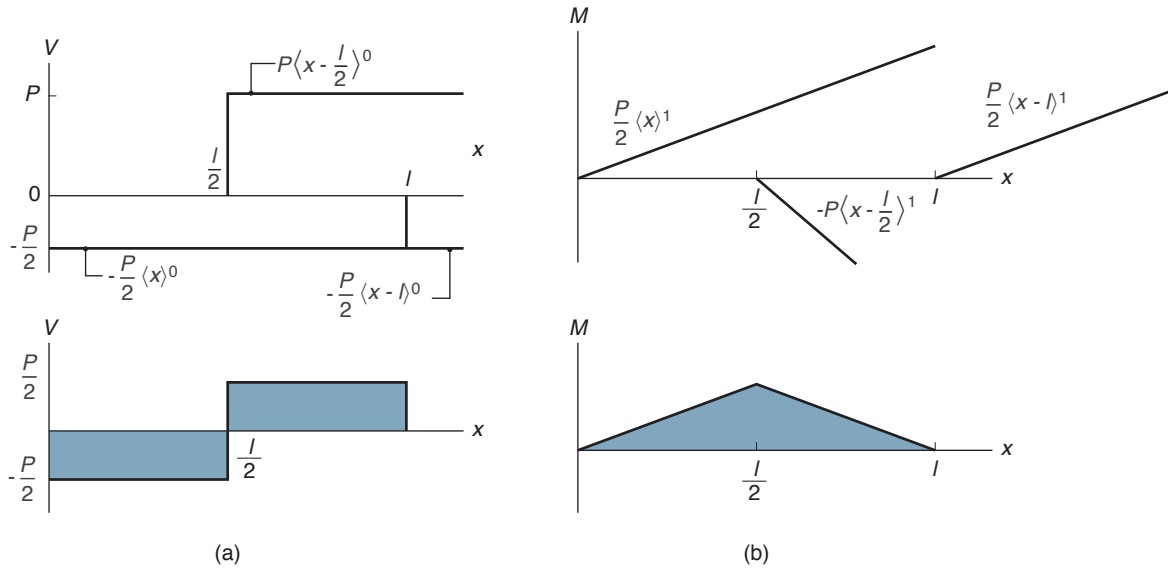 V
P⟨x - l/2⟩⁰
P
l/2
x
l
0
-P/2
-P/2 ⟨x⟩⁰
-P/2 ⟨x - l⟩⁰
M
P/2 ⟨x⟩¹
P/2 ⟨x - l⟩¹
l/2
-P⟨x - l/2⟩¹
l
x
V
P/2
x
l/2
-P/2
(a)
M
x
l/2
l
(b)